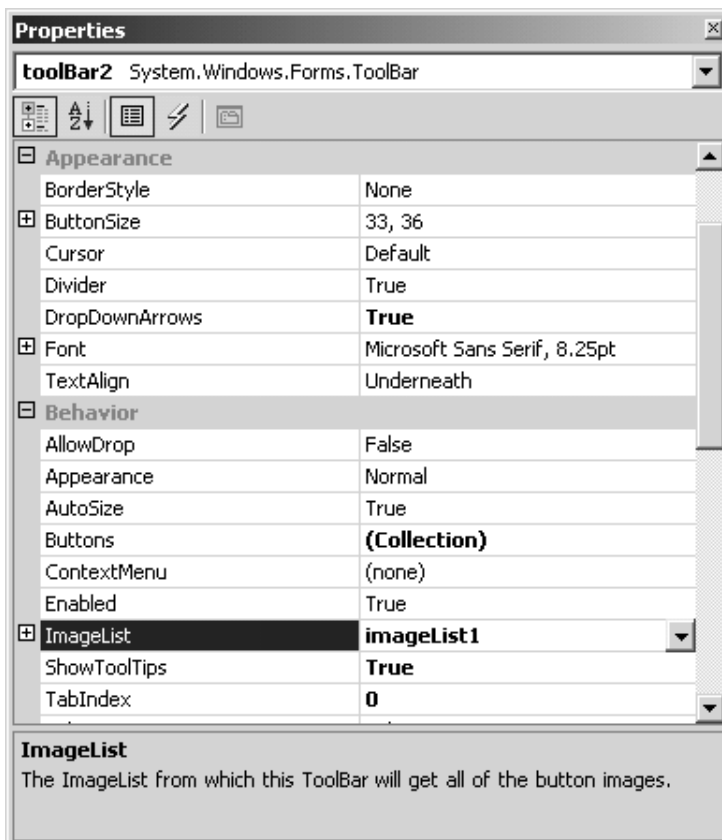 Properties
toolBar2 System.Windows.Forms.ToolBar
Appearance
BorderStyle None
ButtonSize 33, 36
Cursor Default
Divider True
DropDownArrows True
Font Microsoft Sans Serif, 8.25pt
TextAlign Underneath
Behavior
AllowDrop False
Appearance Normal
AutoSize True
Buttons (Collection)
ContextMenu (none)
Enabled True
ImageList imageList1
ShowToolTips True
TabIndex 0
ImageList
The ImageList from which this ToolBar will get all of the button images.